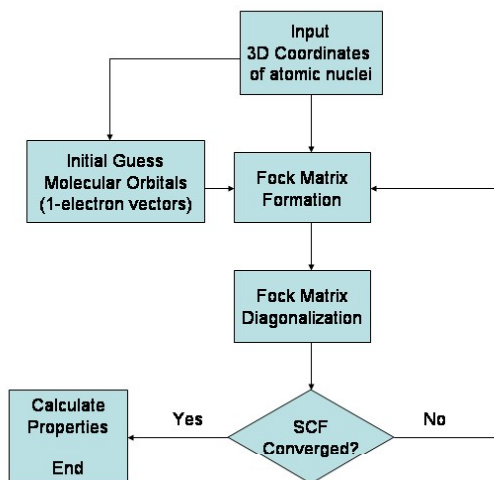 Input
3D Coordinates
of atomic nuclei
Initial Guess
Molecular Orbitals
(1-electron vectors)
Fock Matrix
Formation
Fock Matrix
Diagonalization
Calculate
Properties
End
Yes
SCF
Converged?
No